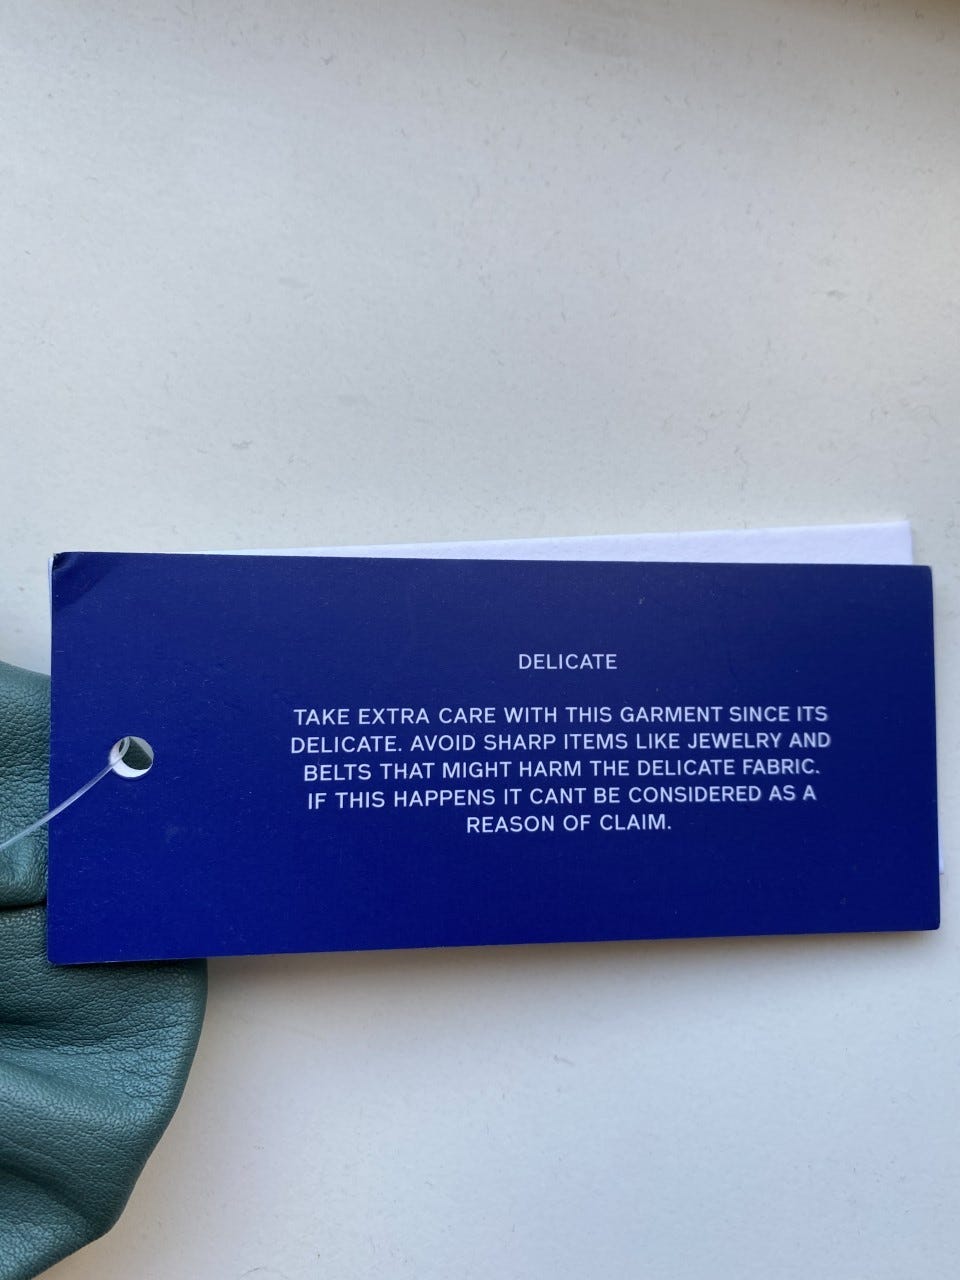 DELICATE
TAKE EXTRA CARE WITH THIS GARMENT SINCE ITS
DELICATE. AVOID SHARP ITEMS LIKE JEWELRY AND
BELTS THAT MIGHT HARM THE DELICATE FABRIC.
IF THIS HAPPENS IT CANT BE CONSIDERED AS A
REASON OF CLAIM.